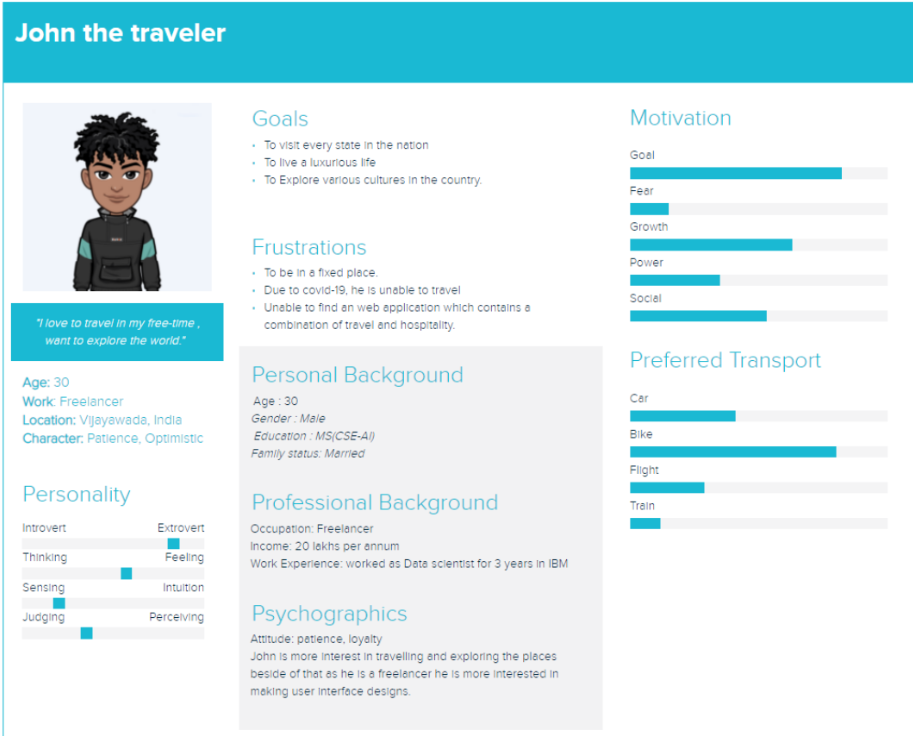 John the traveler
"I love to travel in my free-time ,
want to explore the world."
Age: 30
Work: Freelancer
Location: Vijayawada, India
Character: Patience, Optimistic
Personality
Introvert Extrovert
Thinking Feeling
Sensing Intuition
Judging Perceiving
Goals
To visit every state in the nation
To live a luxurious life
To Explore various cultures in the country.
Frustrations
To be in a fixed place.
Due to covid-19, he is unable to travel
Unable to find an web application which contains a
combination of travel and hospitality.
Personal Background
Age : 30
Gender : Male
Education : MS(CSE-AI)
Family status: Married
Professional Background
Occupation: Freelancer
Income: 20 lakhs per annum
Work Experience: worked as Data scientist for 3 years in IBM
Psychographics
Attitude: patience, loyalty
John is more interest in travelling and exploring the places
beside of that as he is a freelancer he is more interested in
making user interface designs.
Motivation
Goal
Fear
Growth
Power
Social
Preferred Transport
Car
Bike
Flight
Train